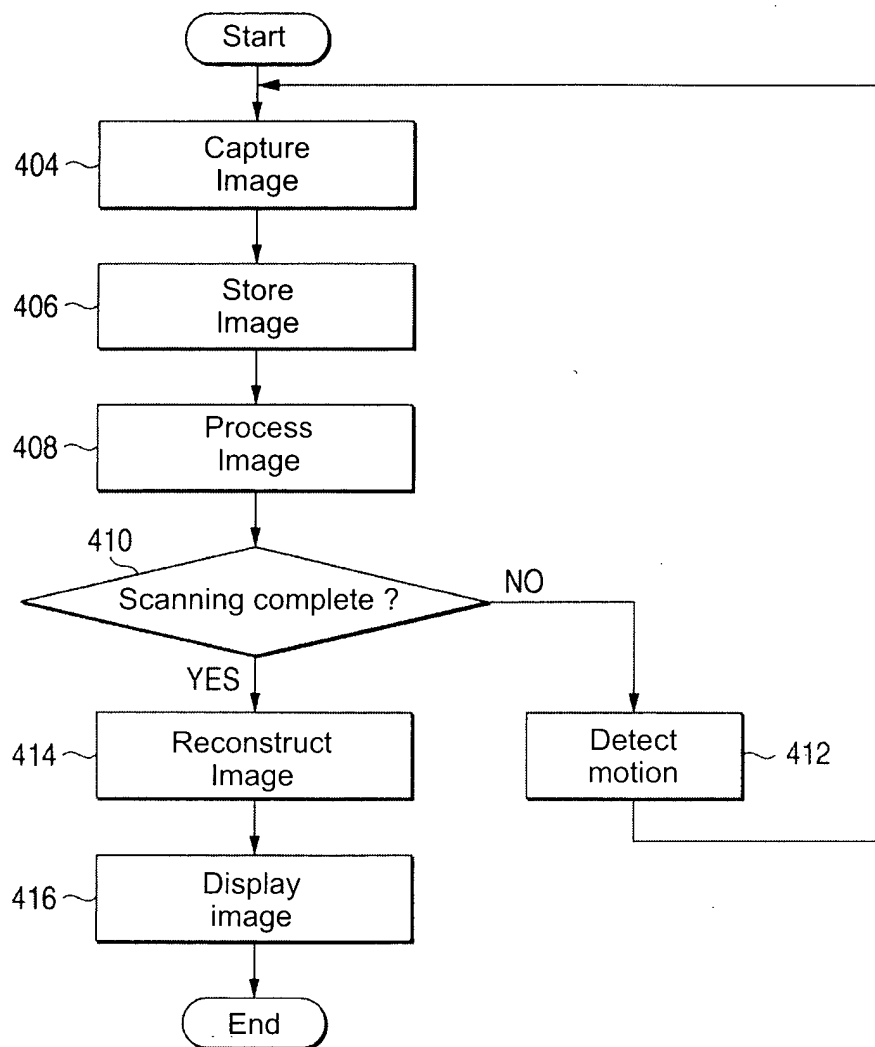 Start
404
Capture
Image
406
Store
Image
408
Process
Image
410
Scanning complete ?
NO
YES
414
Reconstruct
Image
Detect
motion
412
416
Display
image
End